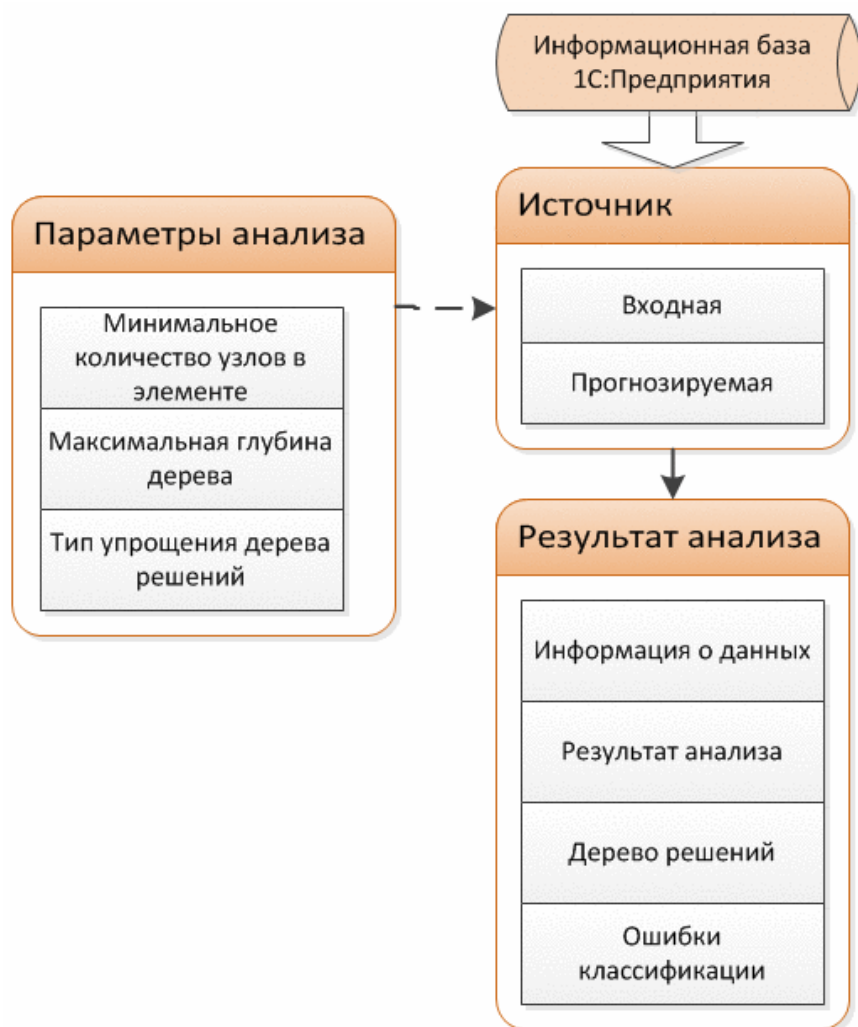 Информационная база
1С:Предприятия
Источник
Входная
Прогнозируемая
Параметры анализа
Минимальное
количество узлов в
элементе
Максимальная глубина
дерева
Тип упрощения дерева
решений
Результат анализа
Информация о данных
Результат анализа
Дерево решений
Ошибки
классификации